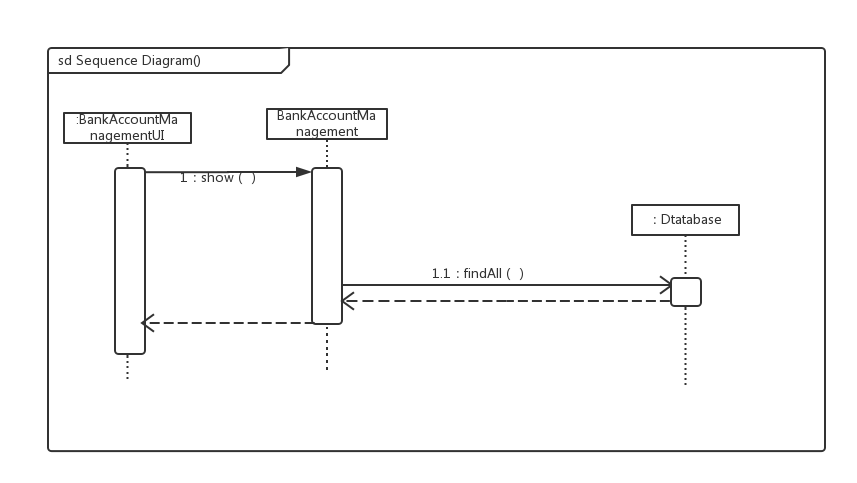 sd Sequence Diagram()
:BankAccountMa
nagementUI
BankAccountMa
nagement
1 : show ( )
: Dtatabase
1.1 : findAll ( )